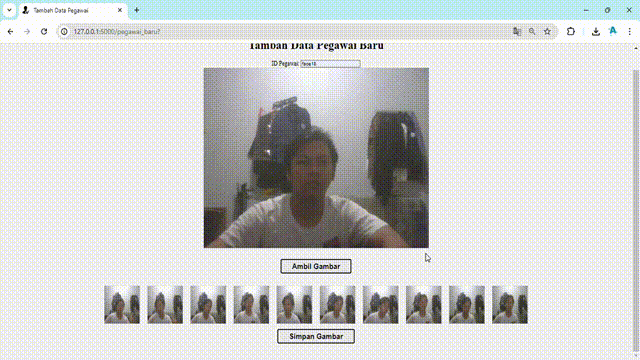 Tambah Data Pegawai
127.0.0.1:5000/pegawai_baru?
Tambah Data Pegawai Baru
ID Pegawai:
Ambil Gambar
Simpan Gambar